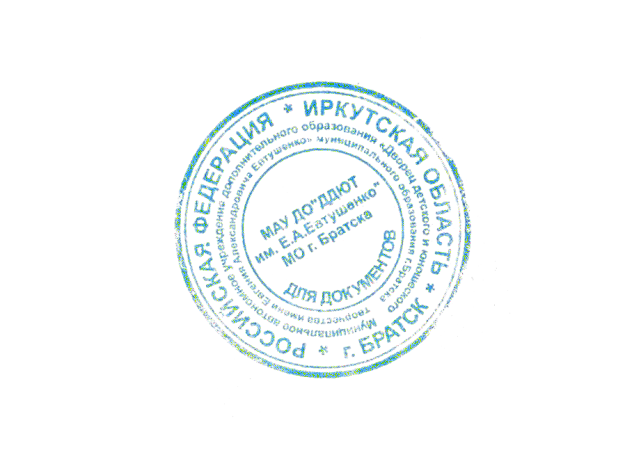 РОССИЙСКАЯ ФЕДЕРАЦИЯ * ИРКУТСКАЯ ОБЛАСТЬ * г. БРАТСК *
Муниципальное автономное учреждение дополнительного образования «Дворец детского и юношеского
творчества имени Евгения Александровича Евтушенко» муниципального образования г.Братска
МАУ ДО"ДДЮТ
им. Е.А.Евтушенко"
МО г. Братска
ДЛЯ ДОКУМЕНТОВ